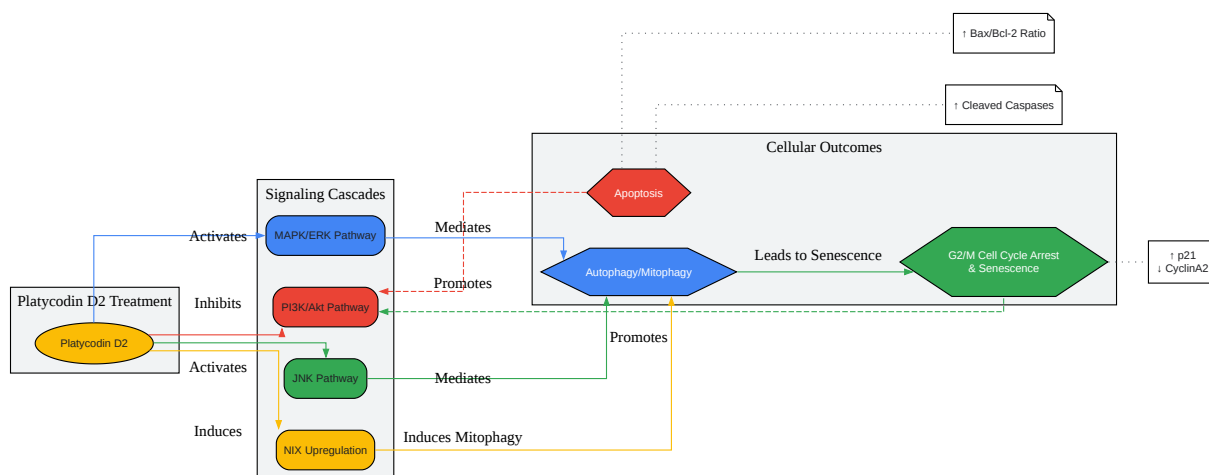 ↑ Bax/Bcl-2 Ratio
↑ Cleaved Caspases
Cellular Outcomes
Signaling Cascades
Apoptosis
Activates
MAPK/ERK Pathway
Mediates
Leads to Senescence
G2/M Cell Cycle Arrest
& Senescence
↑ p21
↓ CyclinA2
Autophagy/Mitophagy
Platycodin D2 Treatment
Inhibits
PI3K/Akt Pathway
Promotes
Platycodin D2
Promotes
Activates
JNK Pathway
Mediates
Induces
NIX Upregulation
Induces Mitophagy